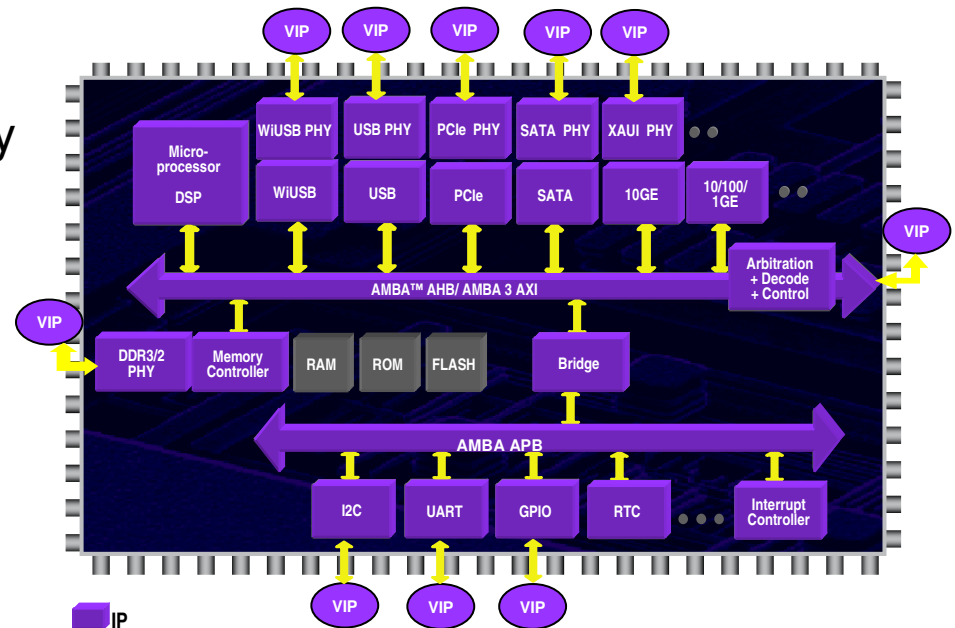 VIP VIP VIP VIP VIP
y
WiUSB PHY USB PHY PCIe PHY SATA PHY XAUI PHY
Micro-
processor
DSP
WiUSB USB PCIe SATA 10GE 10/100/
1GE
VIP
Arbitration
+ Decode
+ Control
AMBA™ AHB/ AMBA 3 AXI
VIP
DDR3/2
PHY
Memory
Controller
RAM ROM FLASH
Bridge
AMBA APB
I2C UART GPIO RTC
Interrupt
Controller
VIP VIP VIP
IP